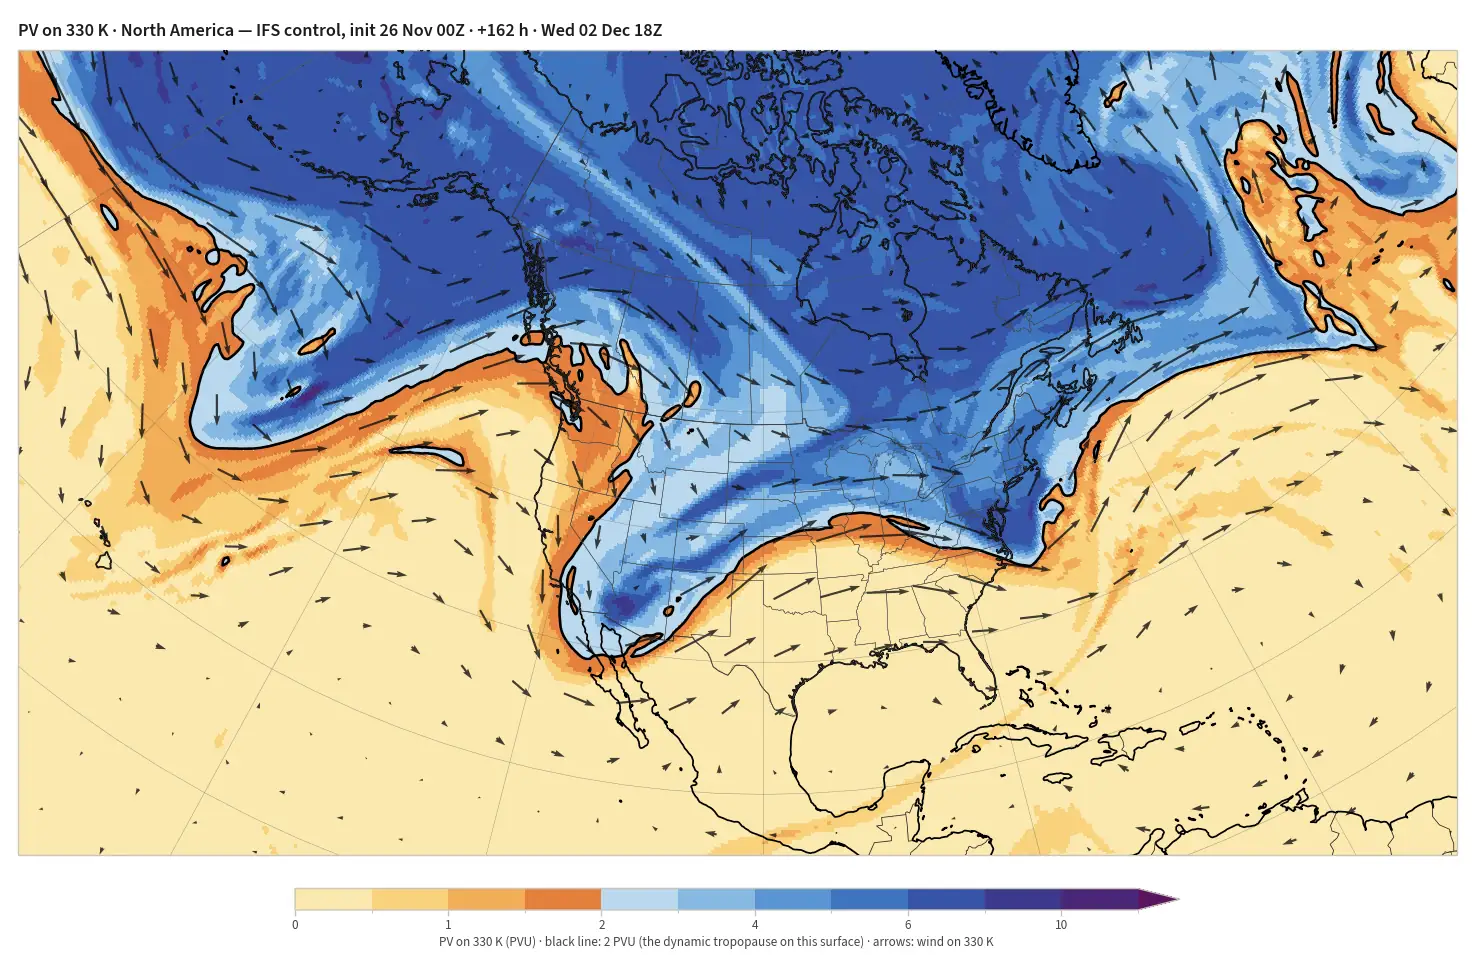 PV on 330 K · North America — IFS control, init 26 Nov 00Z · +162 h · Wed 02 Dec 18Z
0 1 2 4 6 8 10
PV on 330 K (PVU) · black line: 2 PVU (the dynamic tropopause on this surface) · arrows: wind on 330 K